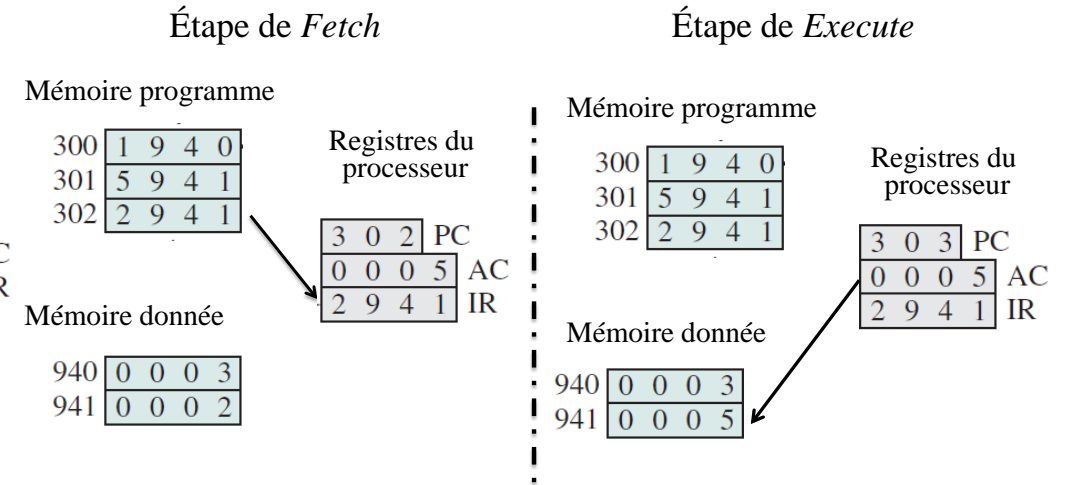 Étape de Fetch
Mémoire programme
300 1 9 4 0
301 5 9 4 1
302 2 9 4 1
Registres du
processeur
3 0 2 PC
0 0 0 5 AC
2 9 4 1 IR
C
R
Mémoire donnée
940 0 0 0 3
941 0 0 0 2
Étape de Execute
Mémoire programme
300 1 9 4 0
301 5 9 4 1
302 2 9 4 1
Registres du
processeur
3 0 3 PC
0 0 0 5 AC
2 9 4 1 IR
Mémoire donnée
940 0 0 0 3
941 0 0 0 5